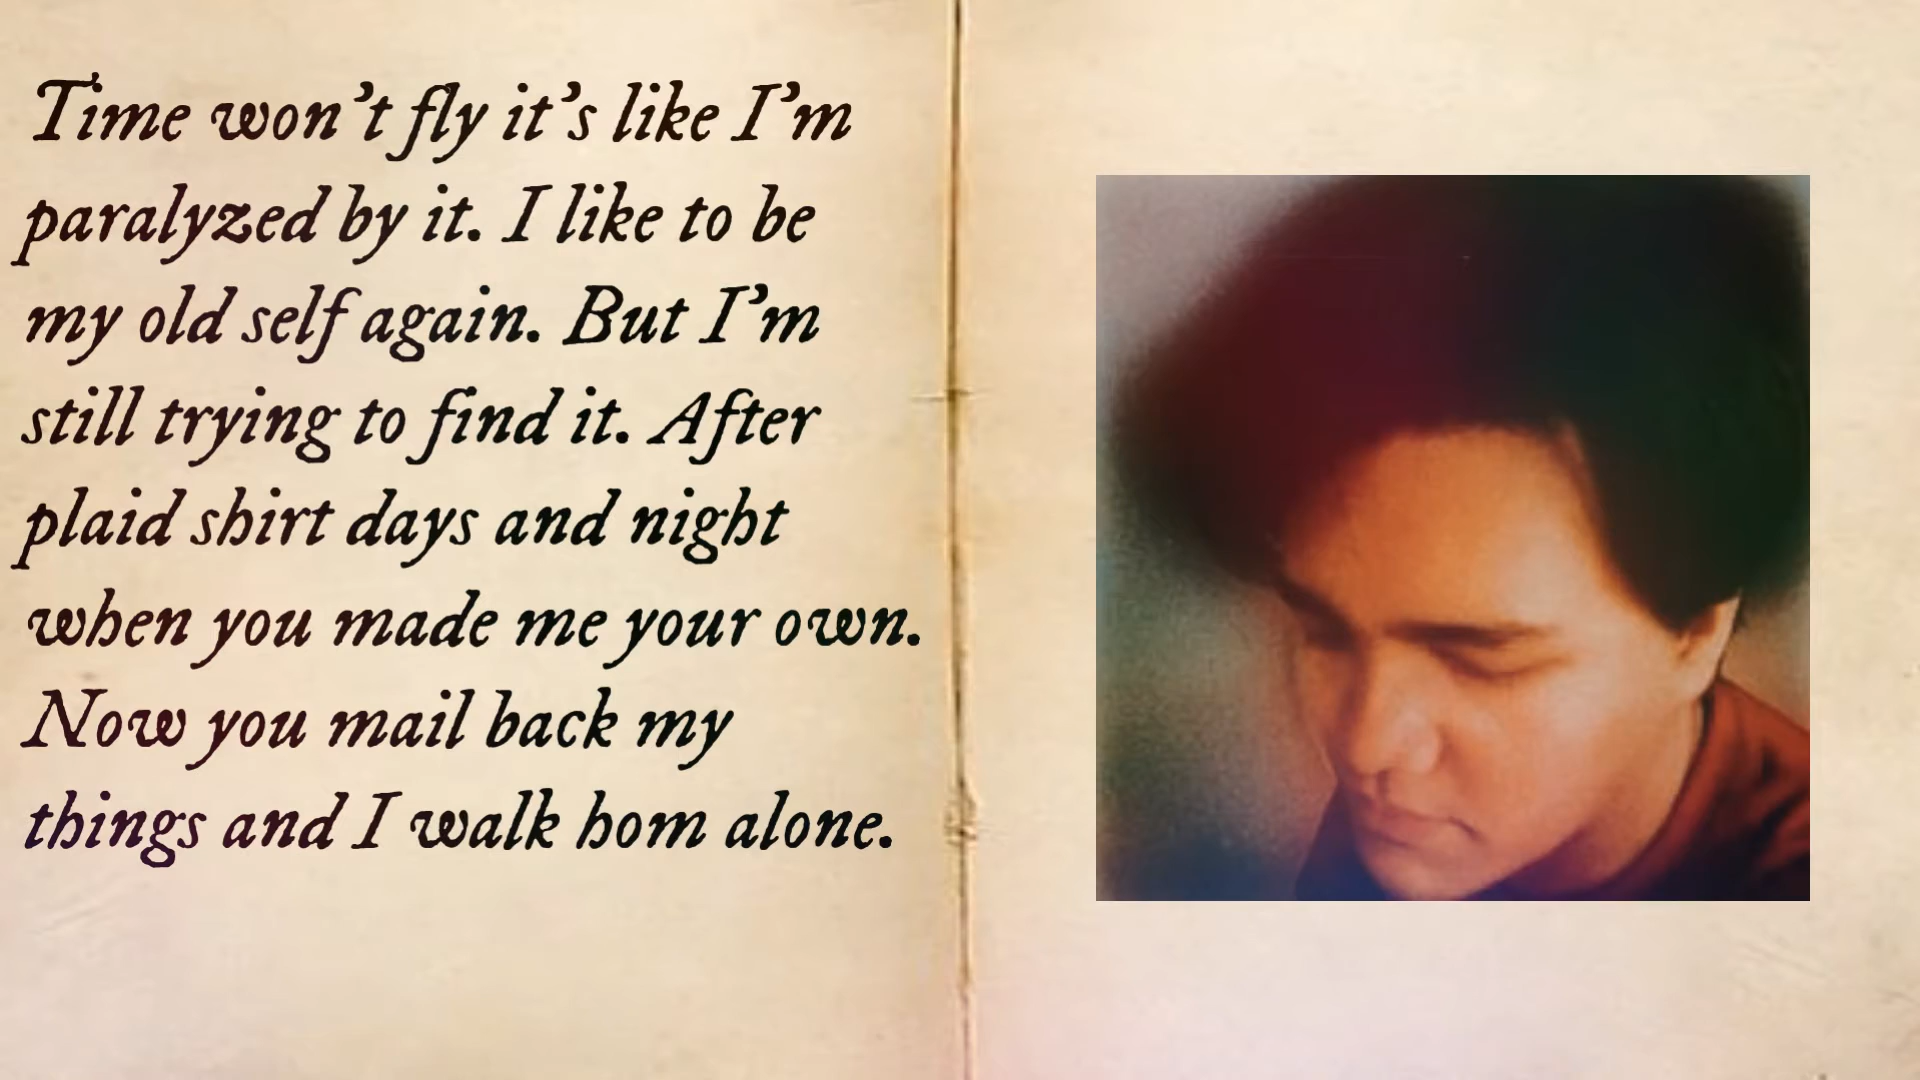 Time won't fly it's like I'm
paralyzed by it. I like to be
my old self again. But I'm
still trying to find it. After
plaid shirt days and night
when you made me your own.
Now you mail back my
things and I walk hom alone.